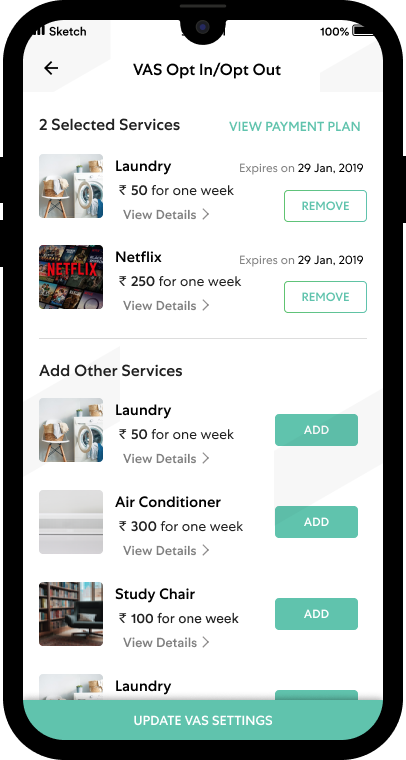 Sketch
100%
VAS Opt In/Opt Out
2 Selected Services
VIEW PAYMENT PLAN
Laundry
Expires on 29 Jan, 2019
₹ 50 for one week
REMOVE
View Details
Netflix
Expires on 29 Jan, 2019
NETFLIX
₹ 250 for one week
REMOVE
View Details
Add Other Services
Laundry
₹ 50 for one week
ADD
View Details
Air Conditioner
₹ 300 for one week
ADD
View Details
Study Chair
₹ 100 for one week
ADD
View Details
Laundry
UPDATE VAS SETTINGS